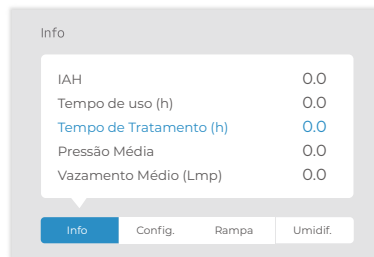 Info
IAH 0.0
Tempo de uso (h) 0.0
Tempo de Tratamento (h) 0.0
Pressão Média 0.0
Vazamento Médio (Lmp) 0.0
Info Config. Rampa Umidif.